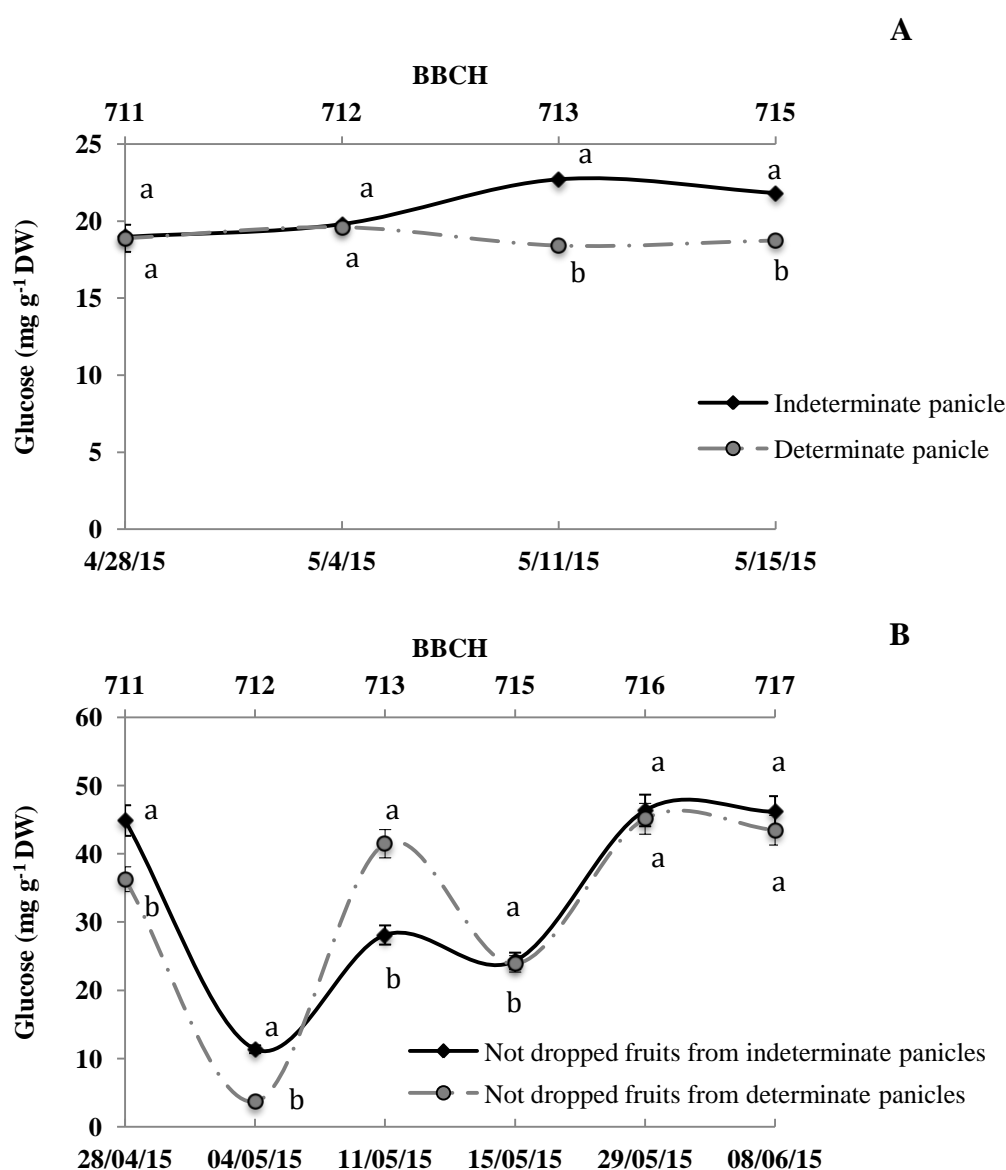 A
BBCH
711 712 713 715
25
20
15
10
5
0
Glucose (mg g-1 DW)
a a a a
a a b b
Indeterminate panicle
Determinate panicle
4/28/15 5/4/15 5/11/15 5/15/15
B
BBCH
711 712 713 715 716 717
60
50
40
30
20
10
0
Glucose (mg g-1 DW)
a a a a a a
b b b b a a
Not dropped fruits from indeterminate panicles
Not dropped fruits from determinate panicles
28/04/15 04/05/15 11/05/15 15/05/15 29/05/15 08/06/15